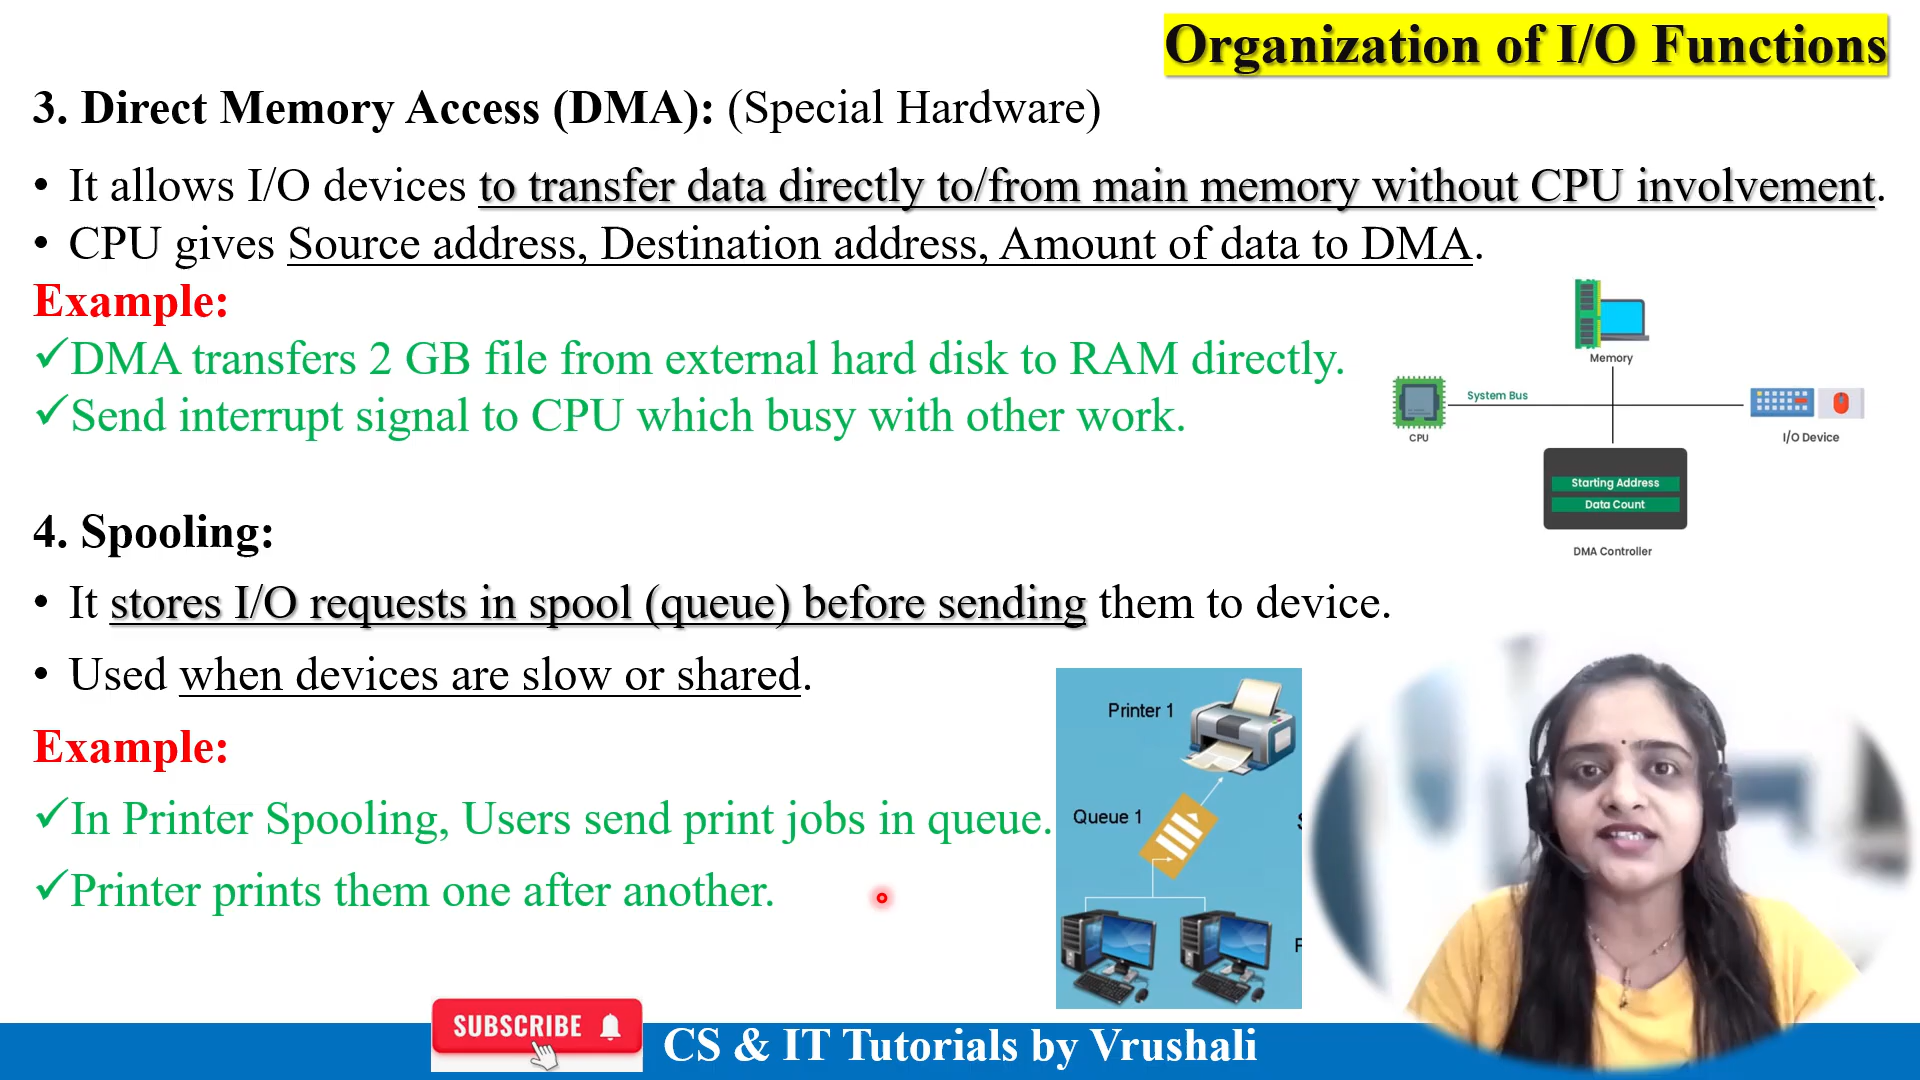 Organization of I/O Functions
3. Direct Memory Access (DMA): (Special Hardware)
• It allows I/O devices to transfer data directly to/from main memory without CPU involvement.
• CPU gives Source address, Destination address, Amount of data to DMA.
Example:
✓DMA transfers 2 GB file from external hard disk to RAM directly.
✓Send interrupt signal to CPU which busy with other work.
Memory
System Bus
CPU
I/O Device
Starting Address
Data Count
DMA Controller
4. Spooling:
• It stores I/O requests in spool (queue) before sending them to device.
• Used when devices are slow or shared.
Example:
✓In Printer Spooling, Users send print jobs in queue.
✓Printer prints them one after another.
Printer 1
Queue 1
SUBSCRIBE
CS & IT Tutorials by Vrushali